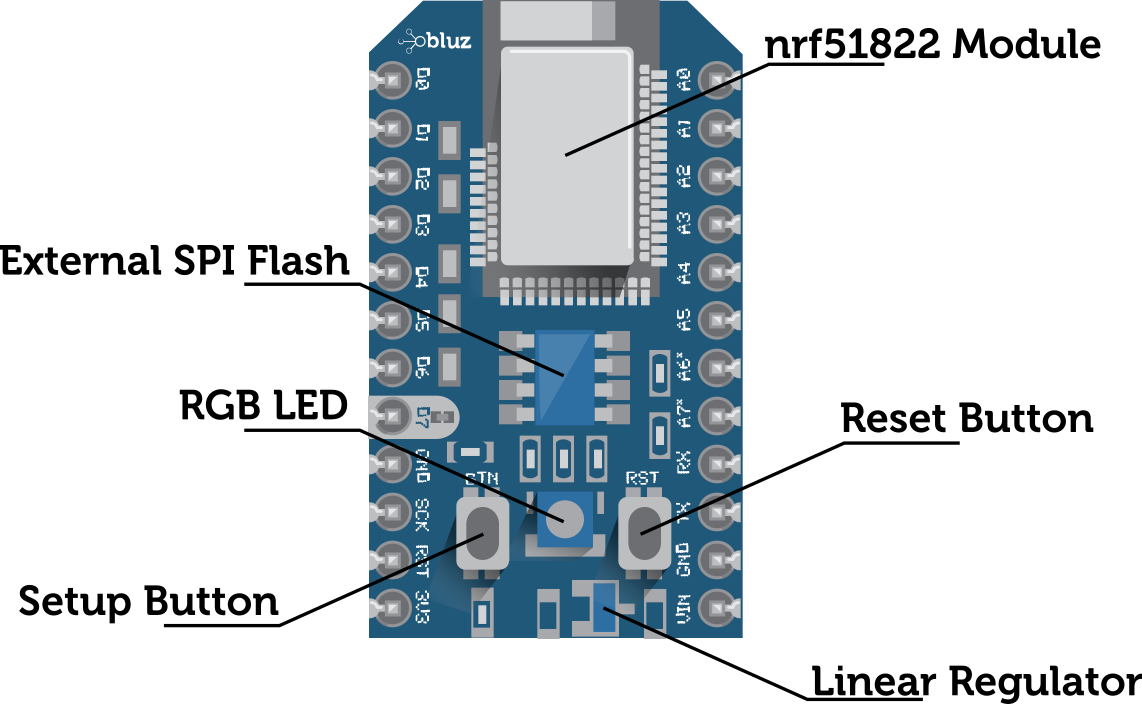 bluz
nrf51822 Module
D0
A0
D1
A1
D2
A2
D3
A3
External SPI Flash
D4
A4
D5
A5
D6
A6*
RGB LED
D7
A7*
Reset Button
GND
RX
BTN
RST
SCK
TX
RST
GND
Setup Button
3V3
VIN
Linear Regulator